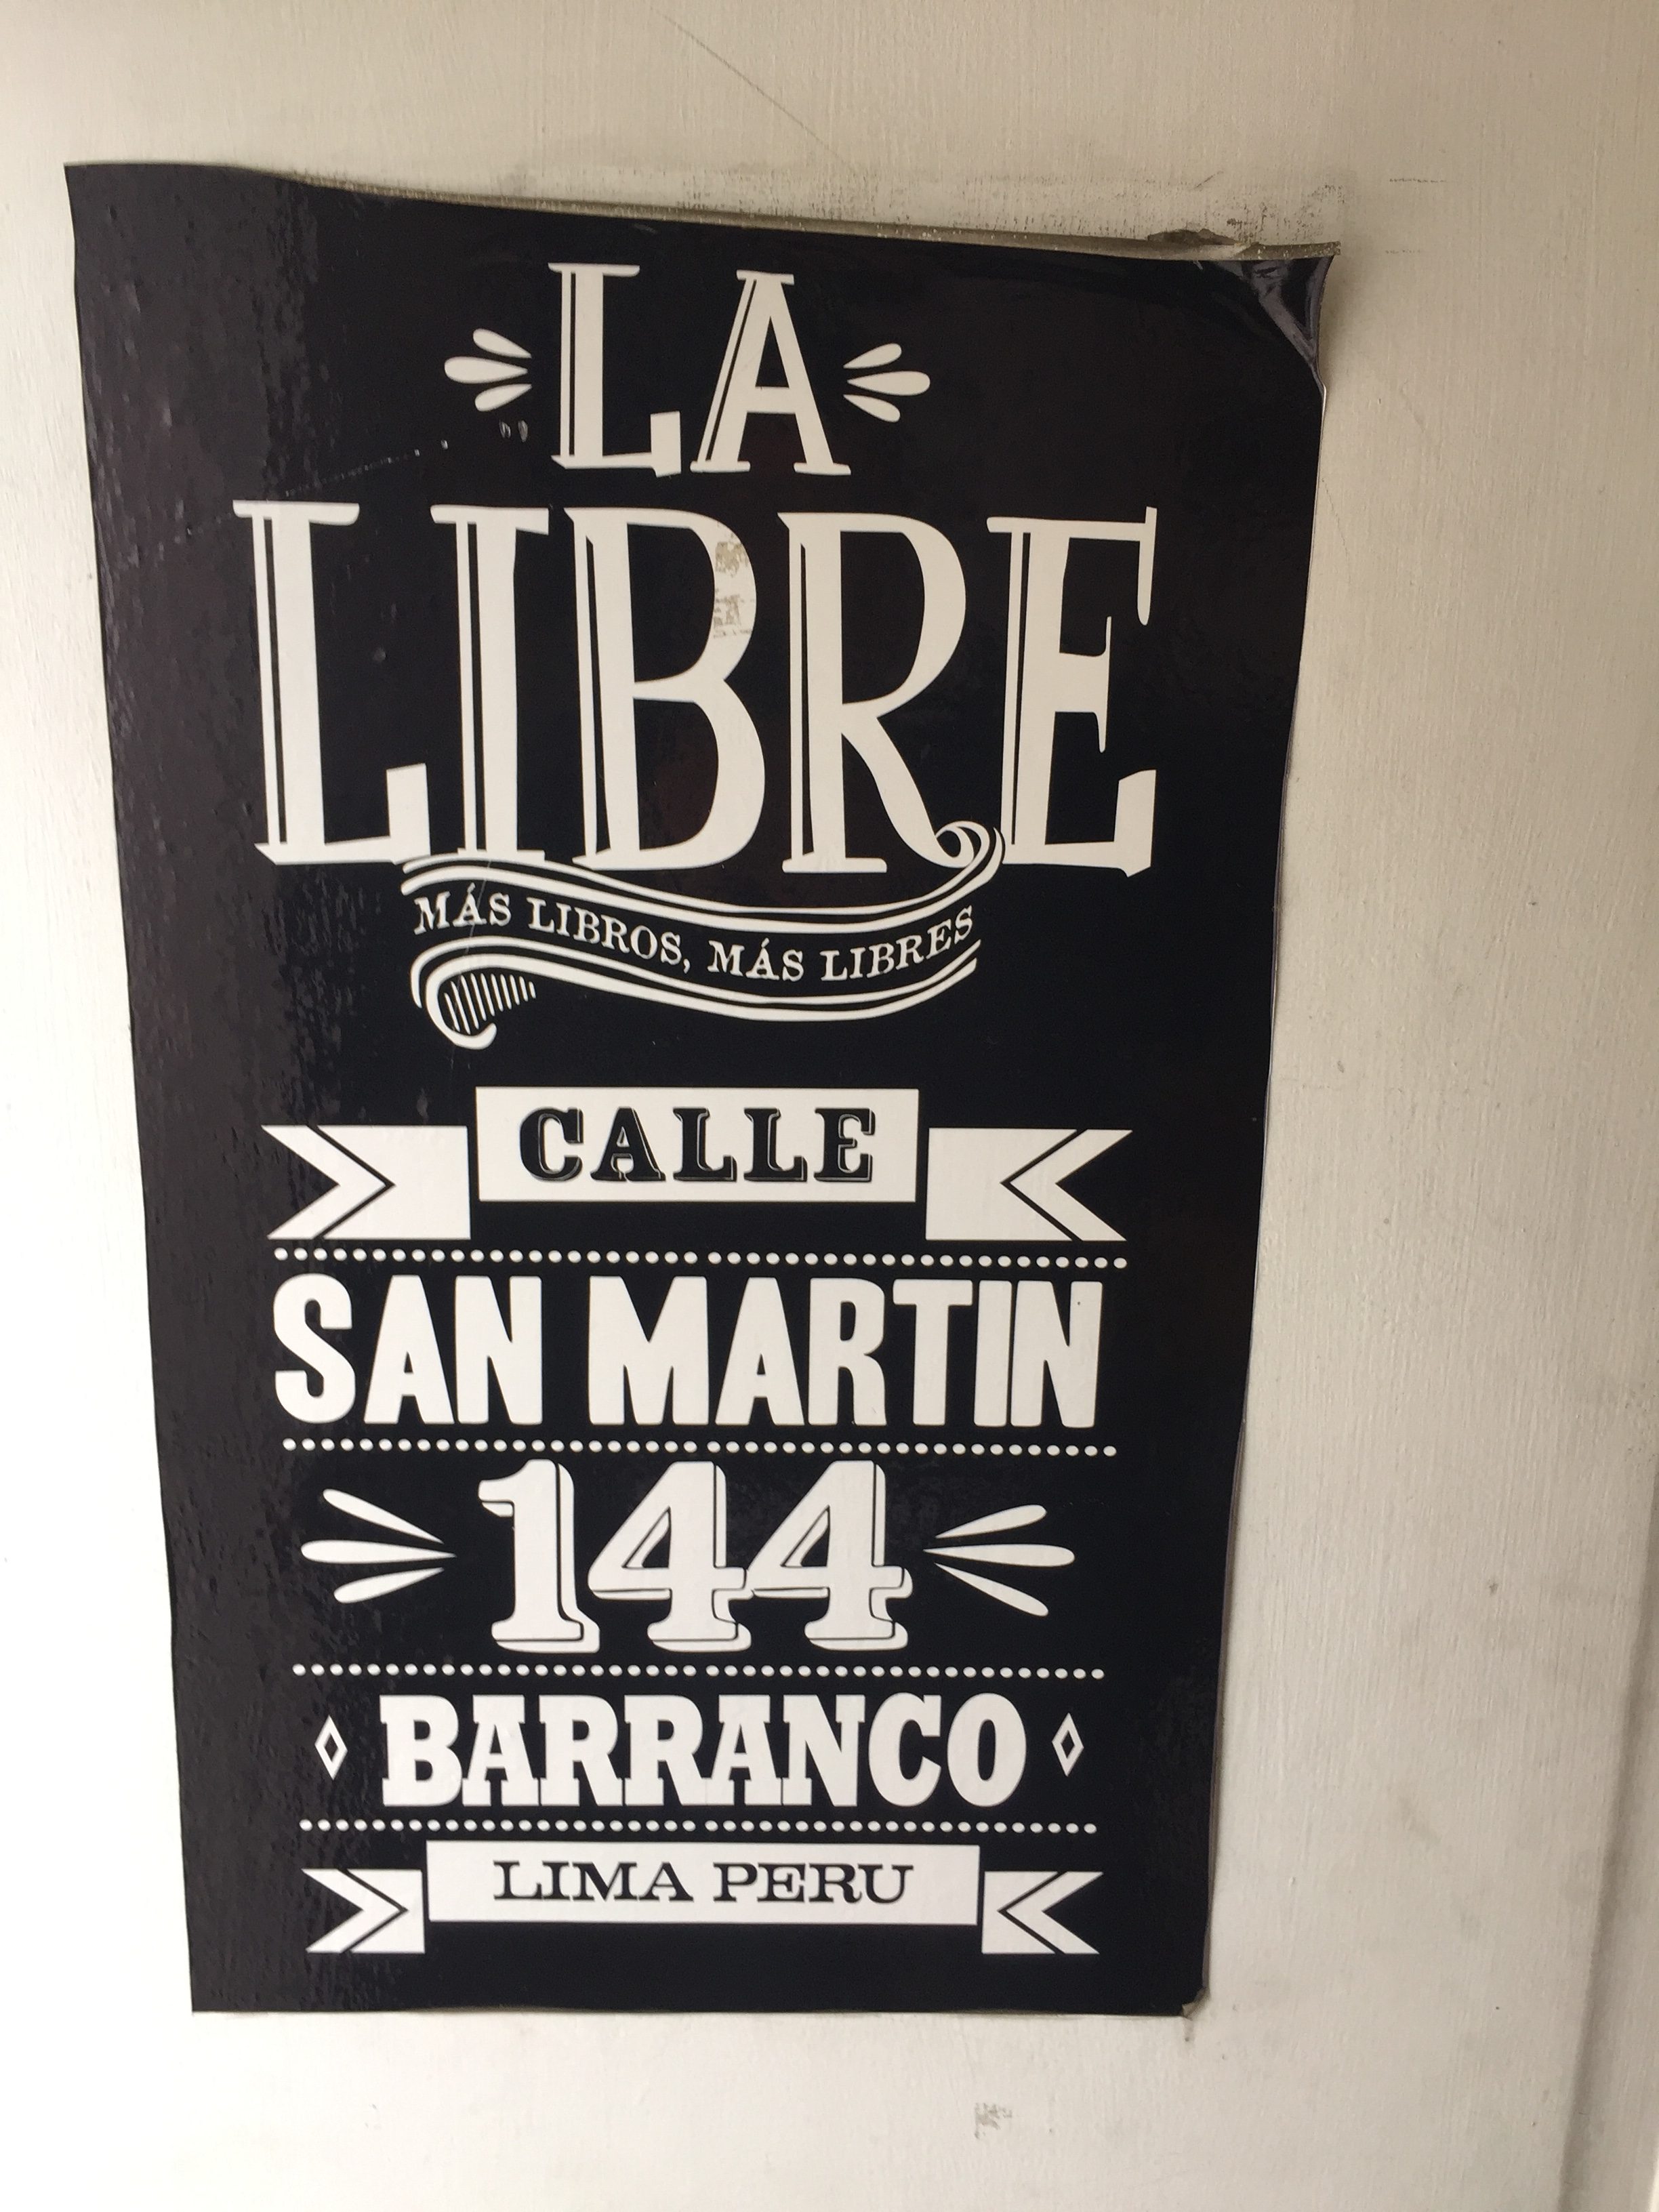 LA
LIBRE
MÁS LIBROS, MÁS LIBRES
CALLE
SAN MARTIN
144
BARRANCO
LIMA PERU